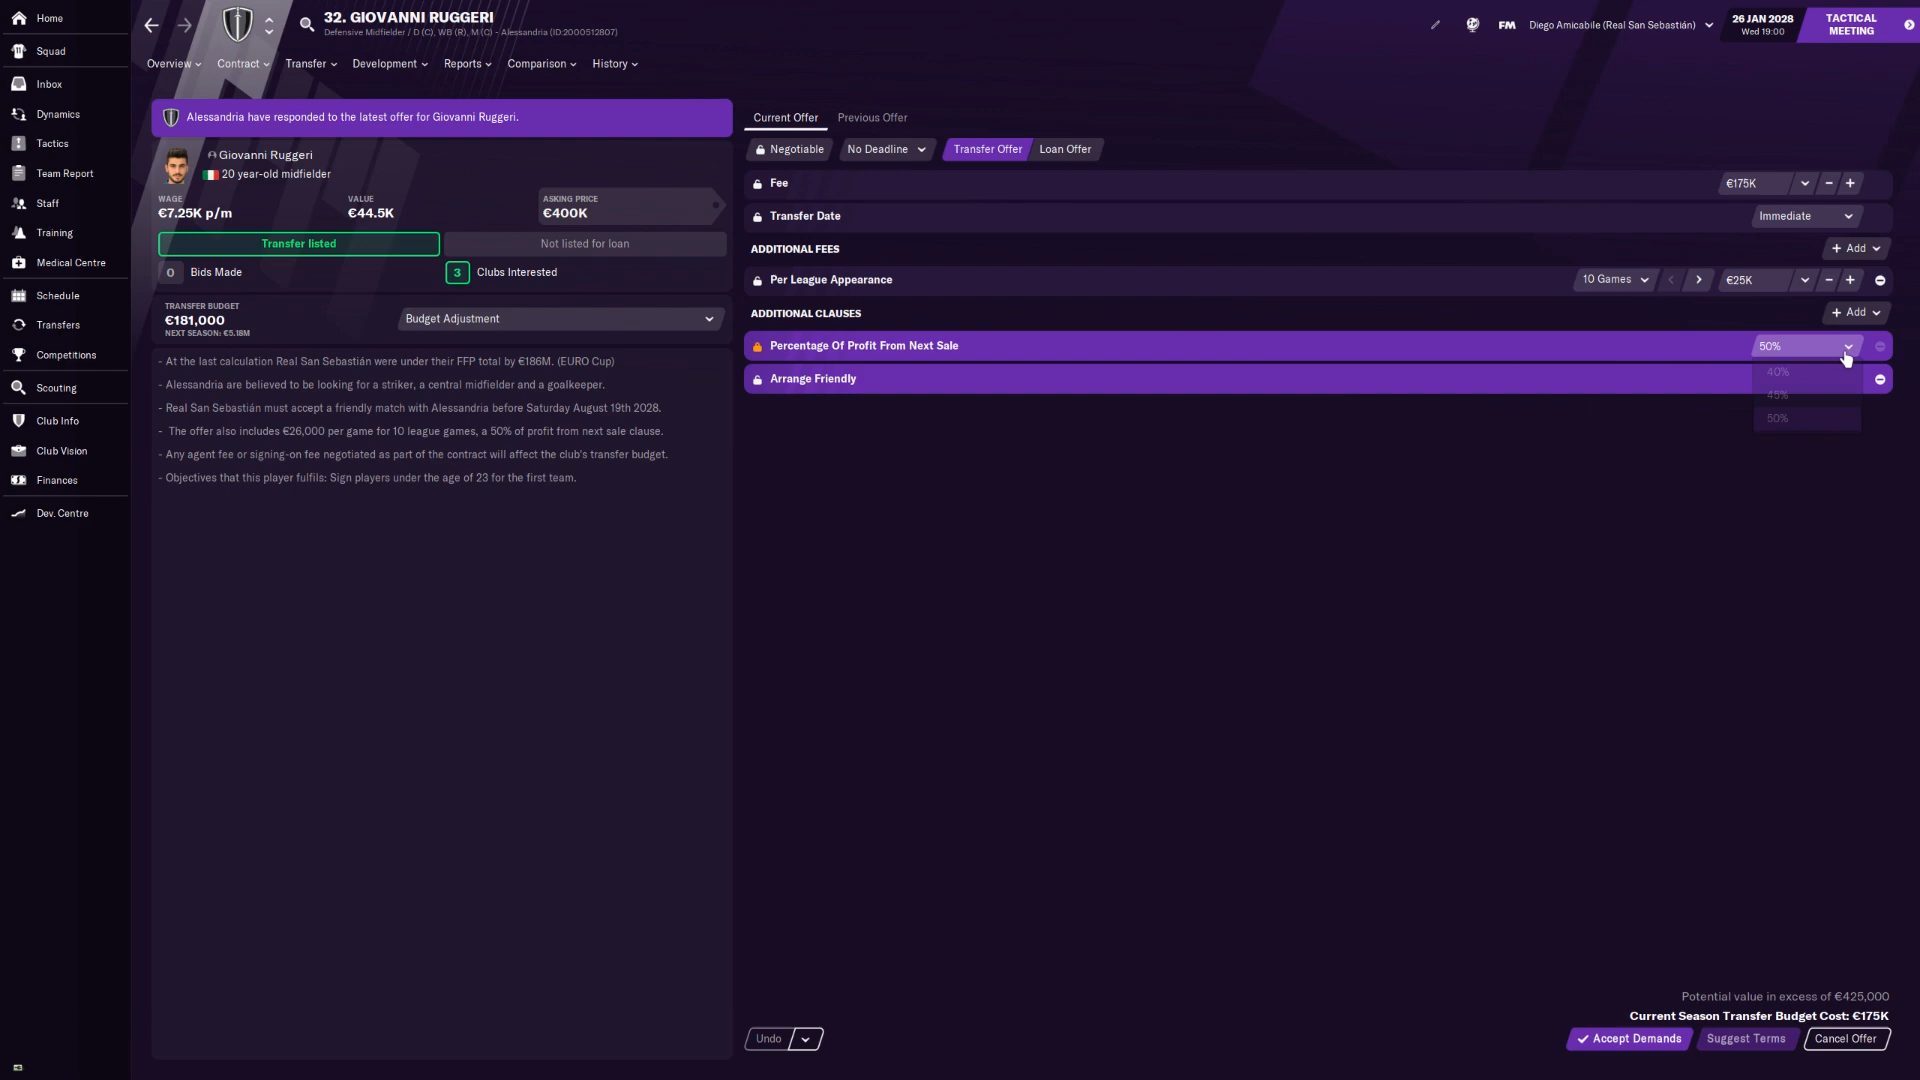 Home
Squad
Inbox
Dynamics
Tactics
Team Report
Staff
Training
Medical Centre
Schedule
Transfers
Competitions
Scouting
Club Info
Club Vision
Finances
Dev. Centre
32. GIOVANNI RUGGERI
Defensive Midfielder / D (C), WB (R), M (C) - Alessandria (ID:2000512807)
FM
Diego Amicabile (Real San Sebastián)
26 JAN 2028
Wed 19:00
TACTICAL MEETING
Overview
Contract
Transfer
Development
Reports
Comparison
History
Alessandria have responded to the latest offer for Giovanni Ruggeri.
Giovanni Ruggeri
20 year-old midfielder
WAGE
€7.25K p/m
VALUE
€44.5K
ASKING PRICE
€400K
Transfer listed
Not listed for loan
0 Bids Made
3 Clubs Interested
TRANSFER BUDGET
€181,000
NEXT SEASON: €5.18M
Budget Adjustment
- At the last calculation Real San Sebastián were under their FFP total by €186M. (EURO Cup)
- Alessandria are believed to be looking for a striker, a central midfielder and a goalkeeper.
- Real San Sebastián must accept a friendly match with Alessandria before Saturday August 19th 2028.
- The offer also includes €26,000 per game for 10 league games, a 50% of profit from next sale clause.
- Any agent fee or signing-on fee negotiated as part of the contract will affect the club's transfer budget.
- Objectives that this player fulfils: Sign players under the age of 23 for the first team.
Current Offer
Previous Offer
Negotiable
No Deadline
Transfer Offer
Loan Offer
Fee
€175K
Transfer Date
Immediate
ADDITIONAL FEES
+ Add
Per League Appearance
10 Games
€25K
ADDITIONAL CLAUSES
+ Add
Percentage Of Profit From Next Sale
50%
Arrange Friendly
40%
45%
50%
Potential value in excess of €425,000
Current Season Transfer Budget Cost: €175K
Undo
Accept Demands
Suggest Terms
Cancel Offer